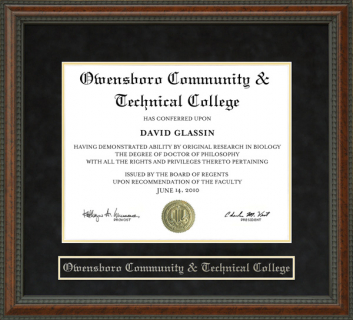 Owensboro Community &
Technical College
HAS CONFERRED UPON
DAVID GLASSIN
HAVING DEMONSTRATED ABILITY BY ORIGINAL RESEARCH IN BIOLOGY
THE DEGREE OF DOCTOR OF PHILOSOPHY
WITH ALL THE RIGHTS AND PRIVILEGES THERETO PERTAINING
ISSUED BY THE BOARD OF REGENTS
UPON RECOMMENDATION OF THE FACULTY
JUNE 14, 2010
PROVOST
PRESIDENT
Owensboro Community & Technical College